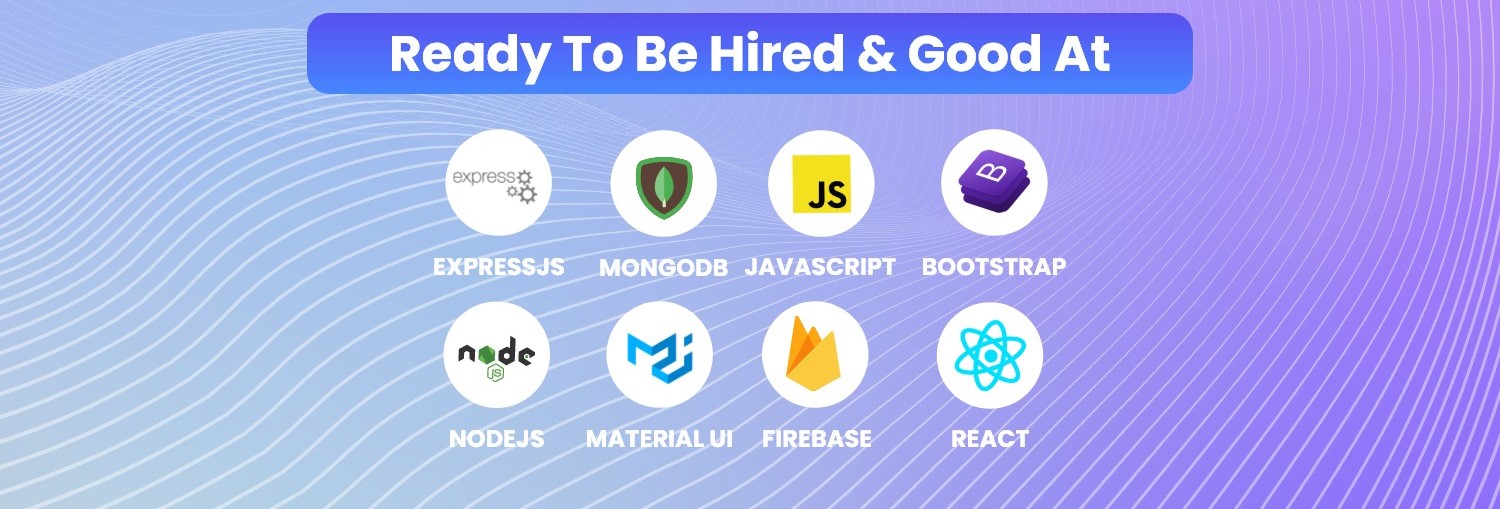 Ready To Be Hired & Good At
express
JS
B
EXPRESSJS MONGODB JAVASCRIPT BOOTSTRAP
node
JS
NODEJS MATERIAL UI FIREBASE REACT